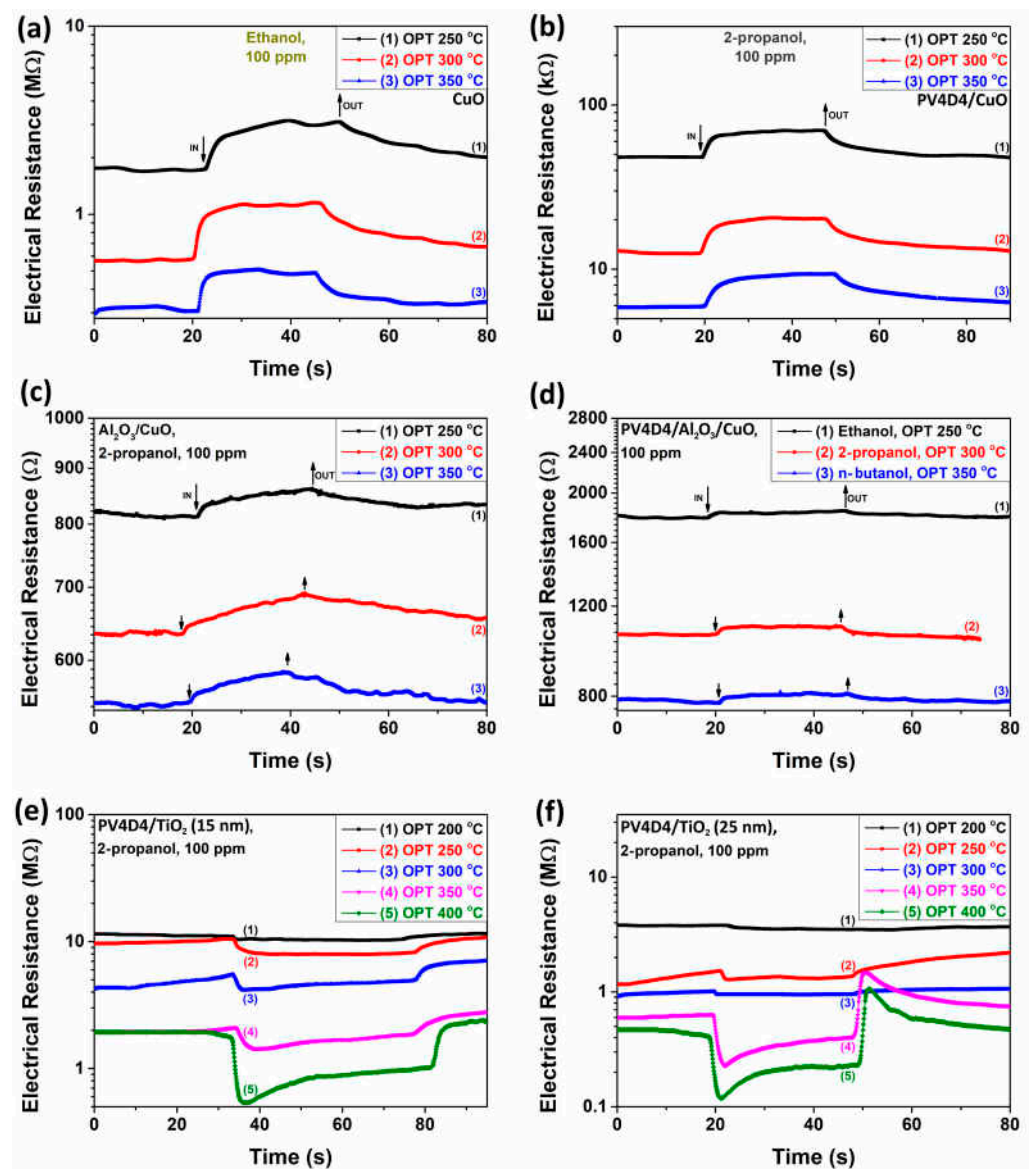 (a)
Electrical Resistance (MΩ)
10
1
Ethanol,
100 ppm
(1) OPT 250 °C
(2) OPT 300 °C
(3) OPT 350 °C
CuO
IN
OUT
(1)
(2)
(3)
0 20 40 60 80
Time (s)
(b)
Electrical Resistance (kΩ)
100
10
2-propanol,
100 ppm
(1) OPT 250 °C
(2) OPT 300 °C
(3) OPT 350 °C
PV4D4/CuO
IN
OUT
(1)
(2)
(3)
0 20 40 60 80
Time (s)
(c)
Electrical Resistance (Ω)
1000
900
800
700
600
Al₂O₃/CuO,
2-propanol, 100 ppm
(1) OPT 250 °C
(2) OPT 300 °C
(3) OPT 350 °C
IN
OUT
(1)
(2)
(3)
0 20 40 60 80
Time (s)
(d)
Electrical Resistance (Ω)
2800
2000
1600
1200
800
PV4D4/Al₂O₃/CuO,
100 ppm
(1) Ethanol, OPT 250 °C
(2) 2-propanol, OPT 300 °C
(3) n-butanol, OPT 350 °C
IN
OUT
(1)
(2)
(3)
0 20 40 60 80
Time (s)
(e)
Electrical Resistance (MΩ)
100
10
1
PV4D4/TiO₂ (15 nm),
2-propanol, 100 ppm
(1) OPT 200 °C
(2) OPT 250 °C
(3) OPT 300 °C
(4) OPT 350 °C
(5) OPT 400 °C
(1)
(2)
(3)
(4)
(5)
0 20 40 60 80
Time (s)
(f)
Electrical Resistance (MΩ)
10
1
0.1
PV4D4/TiO₂ (25 nm),
2-propanol, 100 ppm
(1) OPT 200 °C
(2) OPT 250 °C
(3) OPT 300 °C
(4) OPT 350 °C
(5) OPT 400 °C
(1)
(2)
(3)
(4)
(5)
0 20 40 60 80
Time (s)